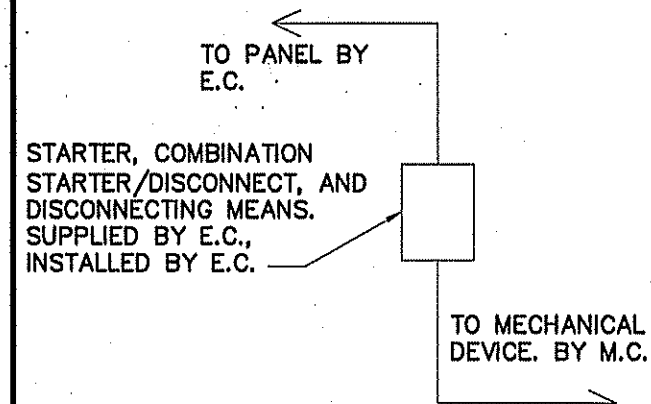 TO PANEL BY
E.C.
STARTER, COMBINATION
STARTER/DISCONNECT, AND
DISCONNECTING MEANS.
SUPPLIED BY E.C.,
INSTALLED BY E.C.
TO MECHANICAL
DEVICE. BY M.C.